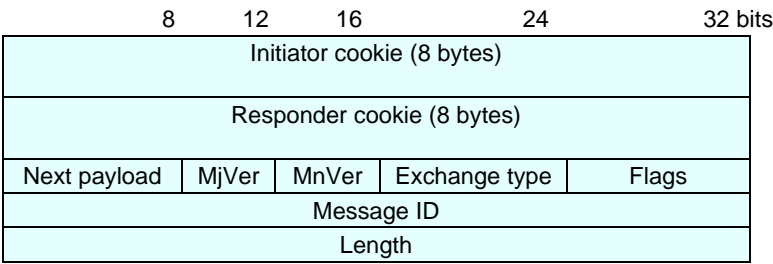 8 12 16 24 32 bits
Initiator cookie (8 bytes)
Responder cookie (8 bytes)
Next payload MjVer MnVer Exchange type Flags
Message ID
Length